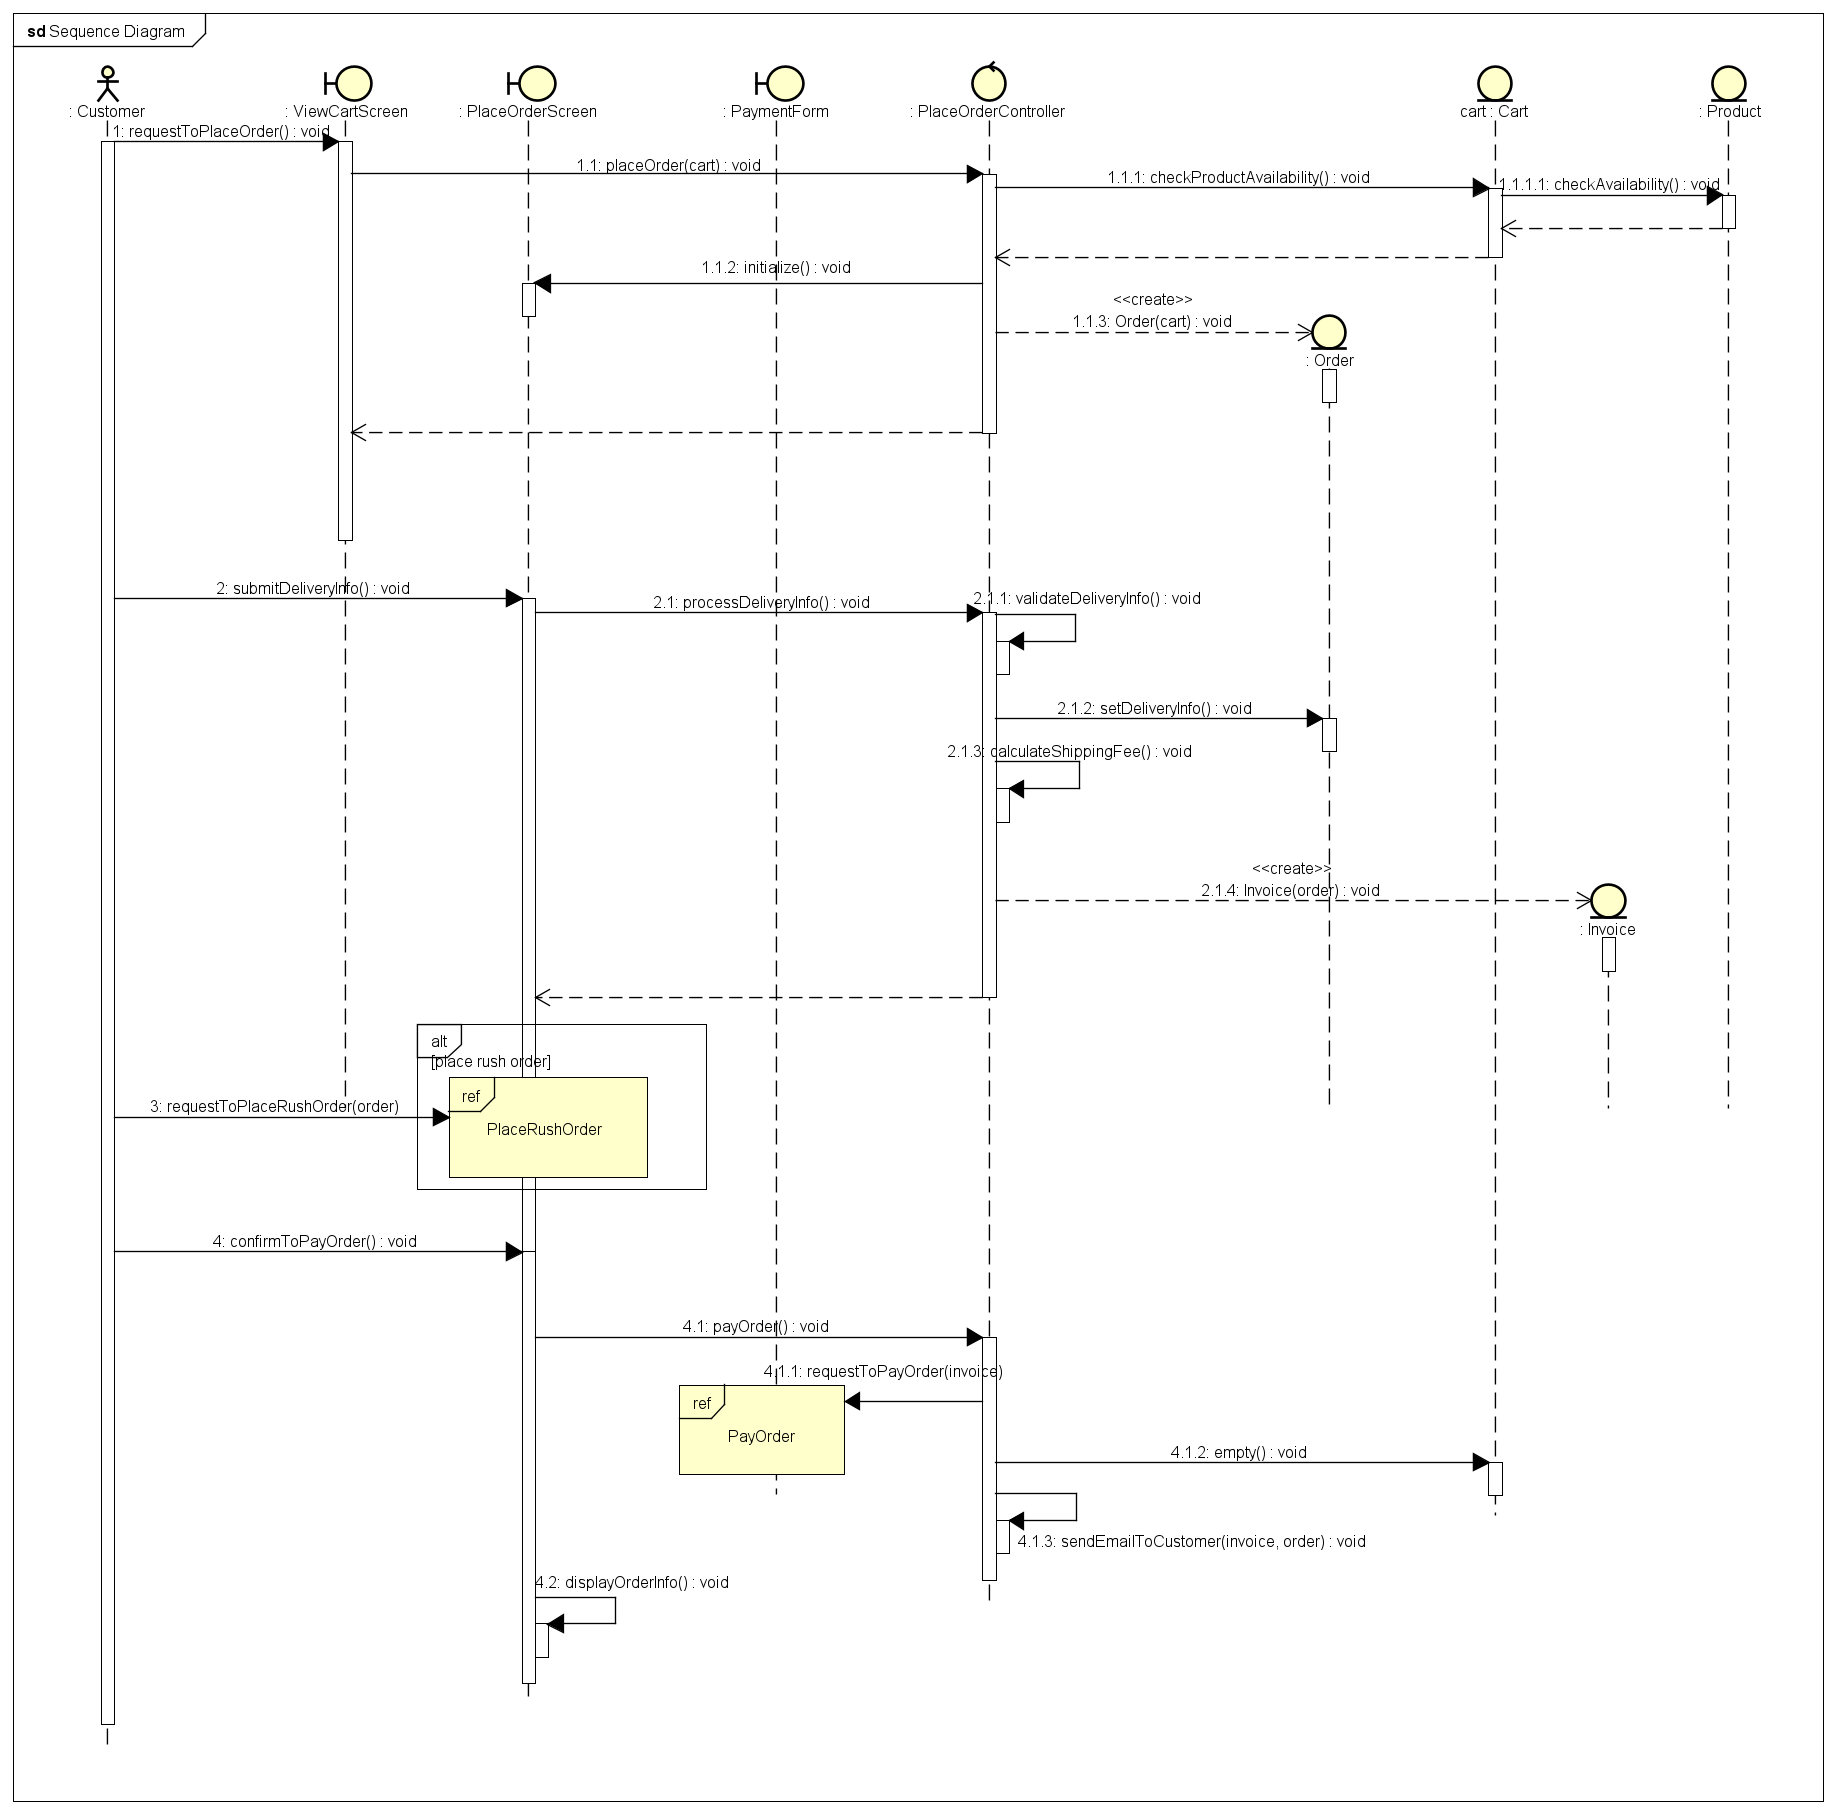 sd Sequence Diagram
: Customer
: ViewCartScreen
: PlaceOrderScreen
: PaymentForm
: PlaceOrderController
cart : Cart
: Product
1: requestToPlaceOrder() : void
1.1: placeOrder(cart) : void
1.1.1: checkProductAvailability() : void
1.1.1.1: checkAvailability() : void
1.1.2: initialize() : void
<<create>>
1.1.3: Order(cart) : void
: Order
2: submitDeliveryInfo() : void
2.1: processDeliveryInfo() : void
2.1.1: validateDeliveryInfo() : void
2.1.2: setDeliveryInfo() : void
2.1.3: calculateShippingFee() : void
<<create>>
2.1.4: Invoice(order) : void
: Invoice
alt
[place rush order]
ref
3: requestToPlaceRushOrder(order)
PlaceRushOrder
4: confirmToPayOrder() : void
4.1: payOrder() : void
4.1.1: requestToPayOrder(invoice)
ref
PayOrder
4.1.2: empty() : void
4.1.3: sendEmailToCustomer(invoice, order) : void
4.2: displayOrderInfo() : void